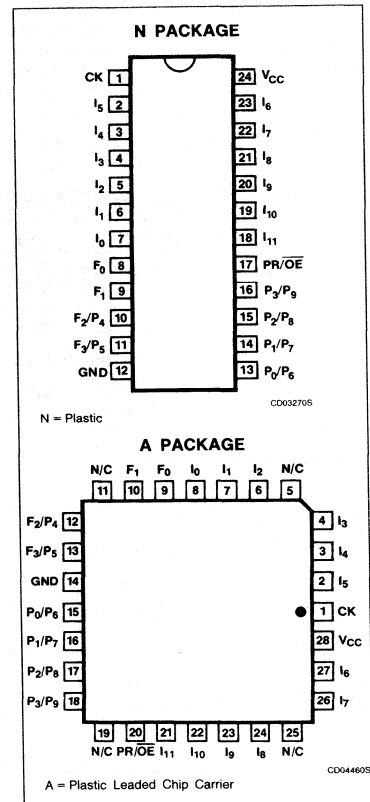 N PACKAGE
CK 1 24 VCC
I5 2 23 I6
I4 3 22 I7
I3 4 21 I8
I2 5 20 I9
I1 6 19 I10
I0 7 18 I11
F0 8 17 PR/O̅E̅
F1 9 16 P3/P9
F2/P4 10 15 P2/P8
F3/P5 11 14 P1/P7
GND 12 13 P0/P6
CD03270S
N = Plastic
A PACKAGE
N/C F1 F0 I0 I1 I2 N/C
11 10 9 8 7 6 5
F2/P4 12 4 I3
F3/P5 13 3 I4
GND 14 2 I5
P0/P6 15 1 CK
P1/P7 16 28 VCC
P2/P8 17 27 I6
P3/P9 18 26 I7
19 20 21 22 23 24 25
N/C PR/O̅E̅ I11 I10 I9 I8 N/C
CD04460S
A = Plastic Leaded Chip Carrier